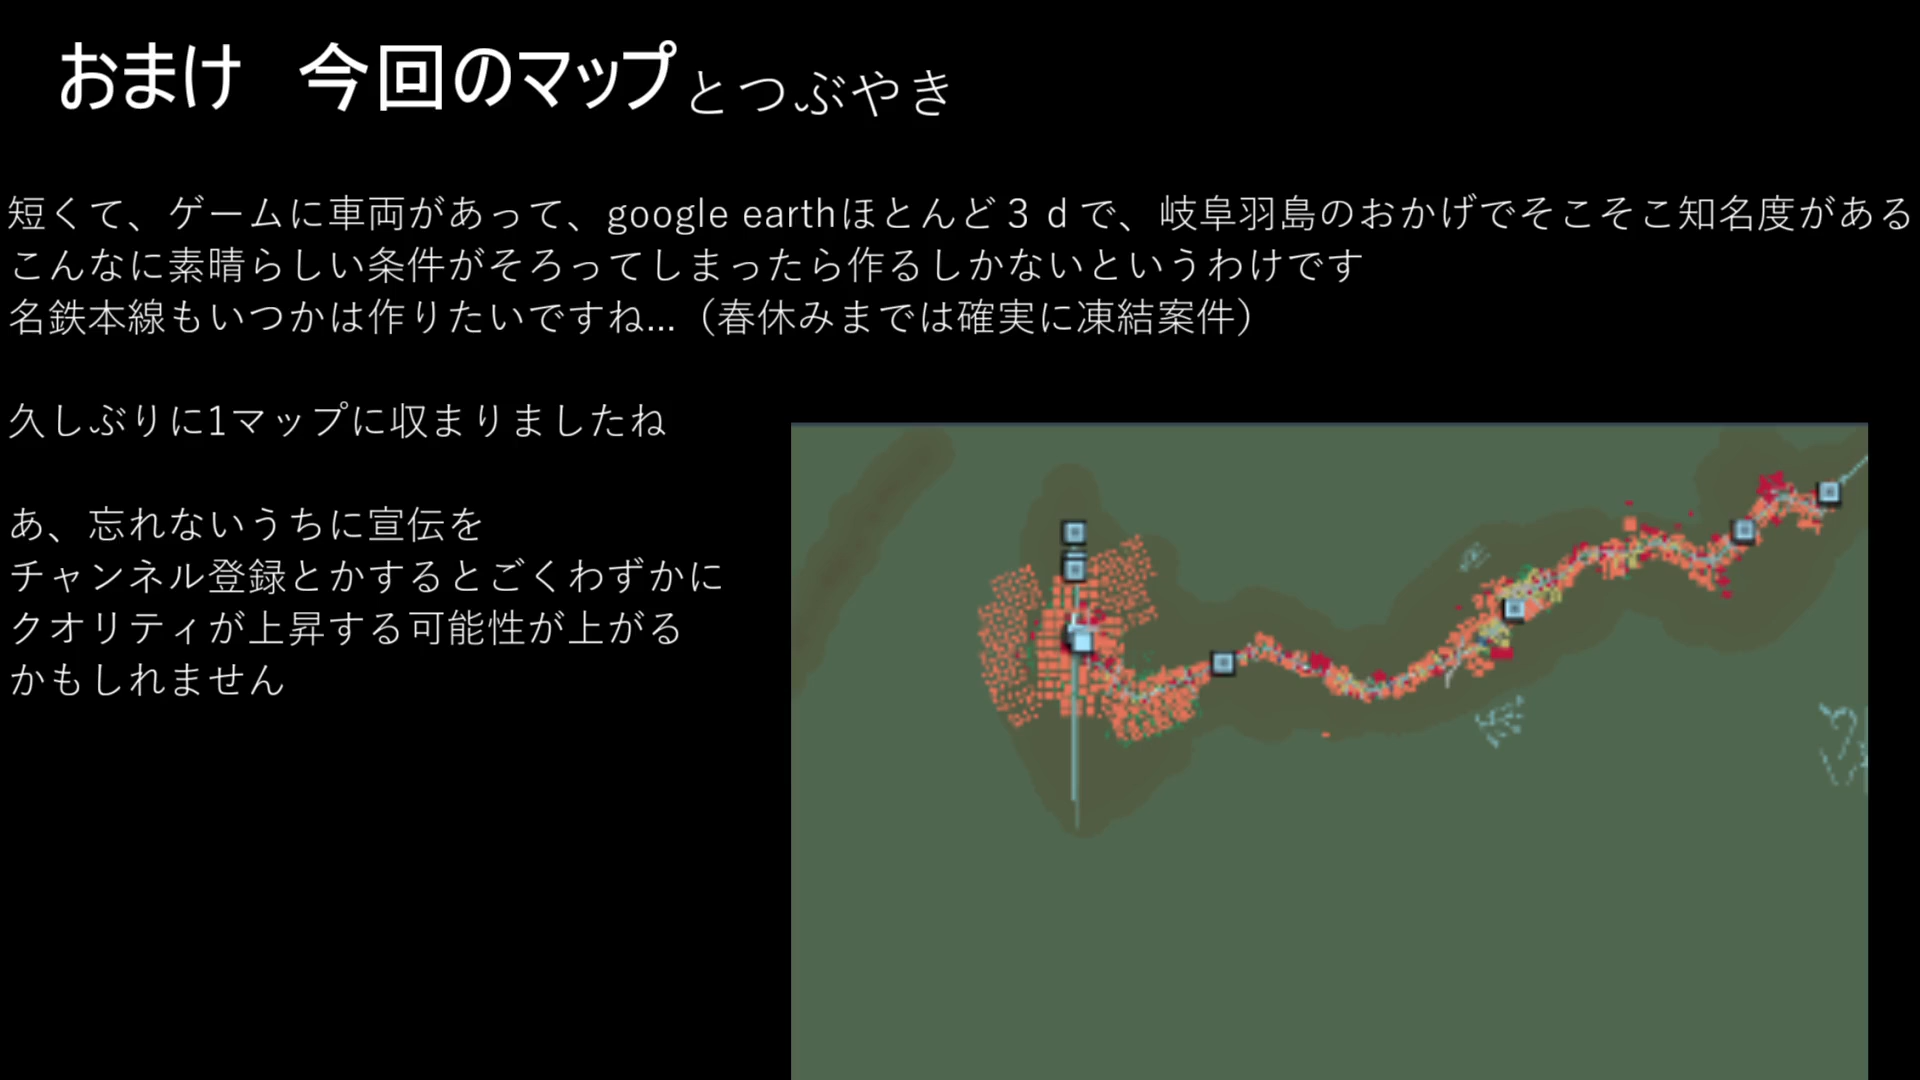 おまけ　今回のマップとつぶやき
短くて、ゲームに車両があって、google earthほとんど３ｄで、岐阜羽島のおかげでそこそこ知名度がある
こんなに素晴らしい条件がそろってしまったら作るしかないというわけです
名鉄本線もいつかは作りたいですね...（春休みまでは確実に凍結案件）
久しぶりに1マップに収まりましたね
あ、忘れないうちに宣伝を
チャンネル登録とかするとごくわずかに
クオリティが上昇する可能性が上がる
かもしれません